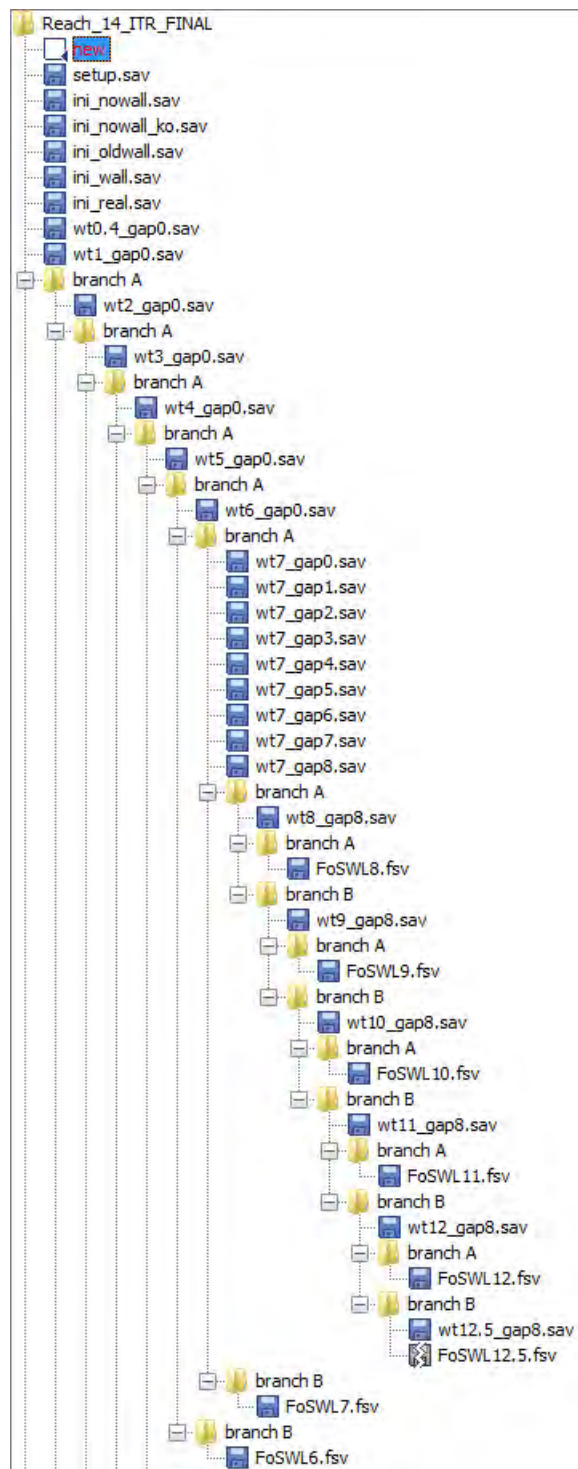 Reach_14_ITR_FINAL
new
setup.sav
ini_nowall.sav
ini_nowall_ko.sav
ini_oldwall.sav
ini_wall.sav
ini_real.sav
wt0.4_gap0.sav
wt1_gap0.sav
branch A
wt2_gap0.sav
branch A
wt3_gap0.sav
branch A
wt4_gap0.sav
branch A
wt5_gap0.sav
branch A
wt6_gap0.sav
branch A
wt7_gap0.sav
wt7_gap1.sav
wt7_gap2.sav
wt7_gap3.sav
wt7_gap4.sav
wt7_gap5.sav
wt7_gap6.sav
wt7_gap7.sav
wt7_gap8.sav
branch A
wt8_gap8.sav
branch A
FoSWL8.fsv
branch B
wt9_gap8.sav
branch A
FoSWL9.fsv
branch B
wt10_gap8.sav
branch A
FoSWL10.fsv
branch B
wt11_gap8.sav
branch A
FoSWL11.fsv
branch B
wt12_gap8.sav
branch A
FoSWL12.fsv
branch B
wt12.5_gap8.sav
FoSWL12.5.fsv
branch B
FoSWL7.fsv
branch B
FoSWL6.fsv